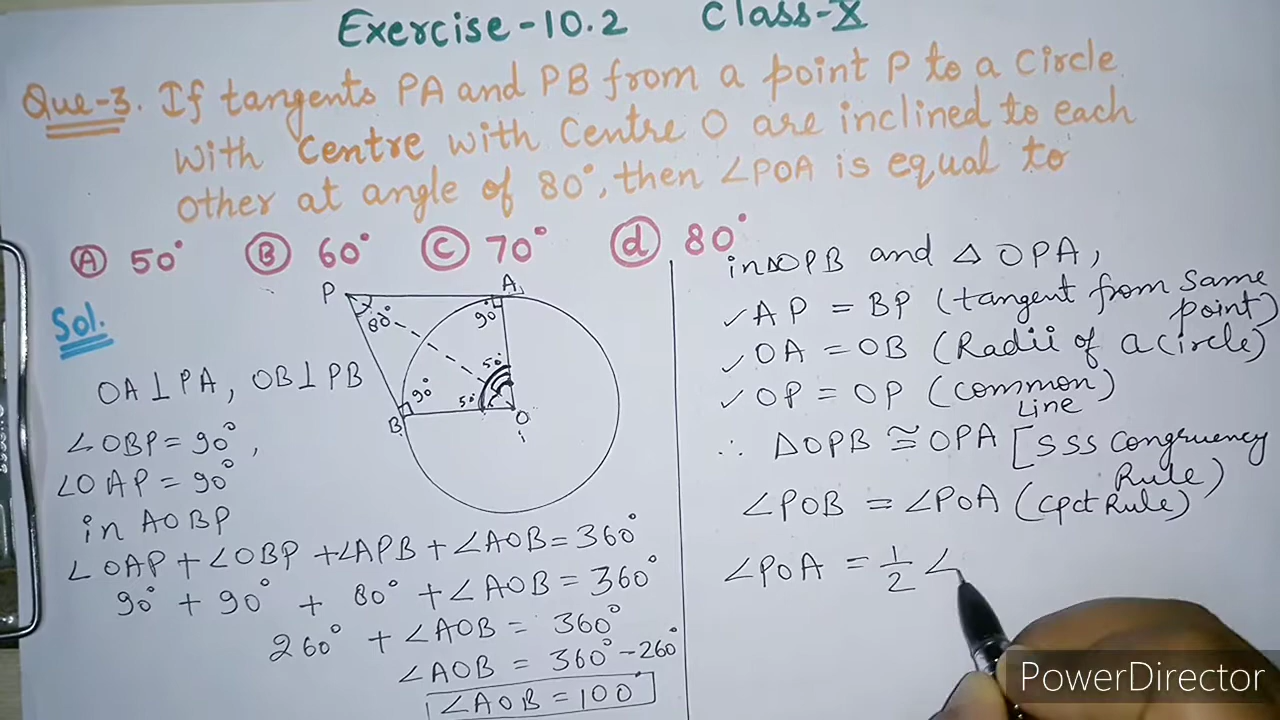 Exercise-10.2 Class-X
Que-3. If tangents PA and PB from a point P to a Circle
with centre with Centre O are inclined to each
other at angle of 80°, then ∠POA is equal to
(A) 50° (B) 60° (C) 70° (d) 80°
Sol.
P
A
80°
90°
50°
90°
50°
B
O
OA⊥PA, OB⊥PB
∠OBP = 90°,
∠OAP = 90°
in AOBP
∠OAP + ∠OBP + ∠APB + ∠AOB = 360°
90° + 90° + 80° + ∠AOB = 360°
260° + ∠AOB = 360°
∠AOB = 360° - 260°
∠AOB = 100°
in ΔOPB and Δ OPA,
✓ AP = BP (tangent from same
point)
✓ OA = OB (Radii of a circle)
✓ OP = OP (common)
Line
∴ ΔOPB ≅ OPA [SSS Congruency
Rule)
∠POB = ∠POA (Cpct Rule)
∠POA = 1/2 ∠
PowerDirector